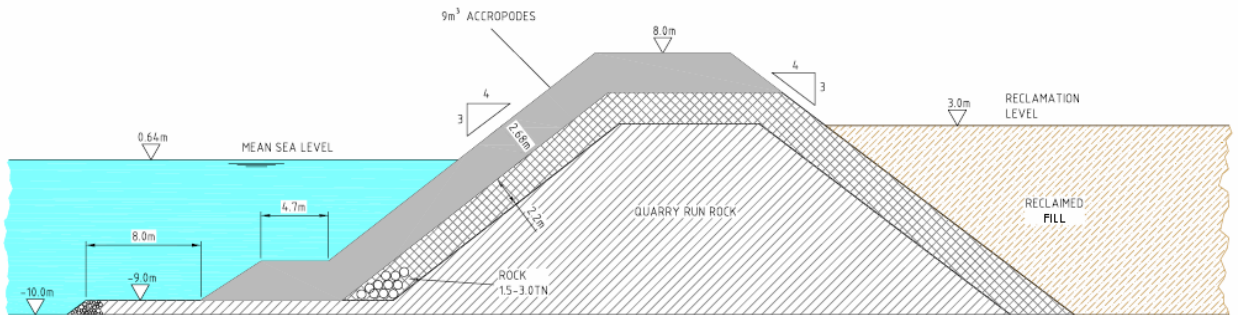 9m³ ACCROPODES
8.0m
4
3
4
3
RECLAMATION
LEVEL
3.0m
0.64m
MEAN SEA LEVEL
2.68m
4.7m
2.2m
QUARRY RUN ROCK
RECLAIMED
FILL
8.0m
-9.0m
-10.0m
ROCK
1.5-3.0TN